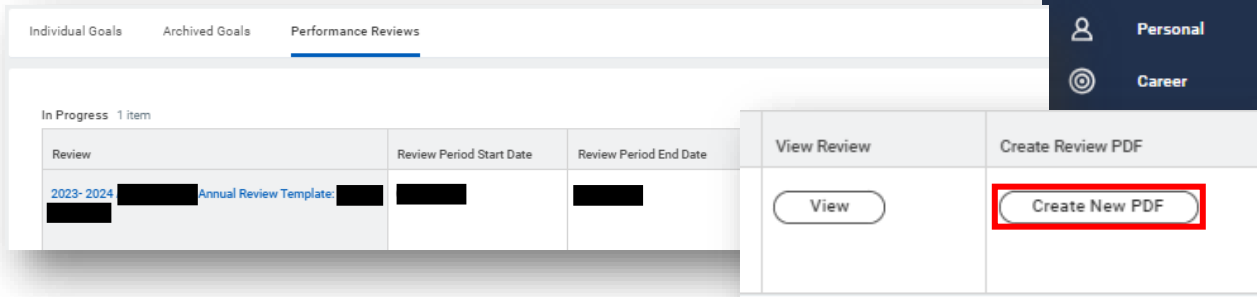 Individual Goals Archived Goals Performance Reviews
Personal
Career
In Progress 1 item
Review Review Period Start Date Review Period End Date
View Review Create Review PDF
2023- 2024 Annual Review Template:
View Create New PDF